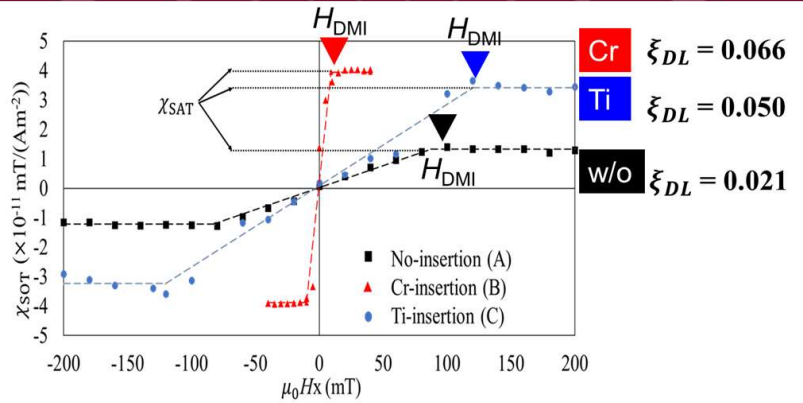 H_DMI
H_DMI
H_DMI
Cr ξ_DL = 0.066
Ti ξ_DL = 0.050
w/o ξ_DL = 0.021
χ_SAT
χ_SOT (×10⁻¹¹ mT/(Am⁻²)
5
4
3
2
1
0
-1
-2
-3
-4
-5
No-insertion (A)
Cr-insertion (B)
Ti-insertion (C)
-200 -150 -100 -50 0 50 100 150 200
μ₀Hx (mT)